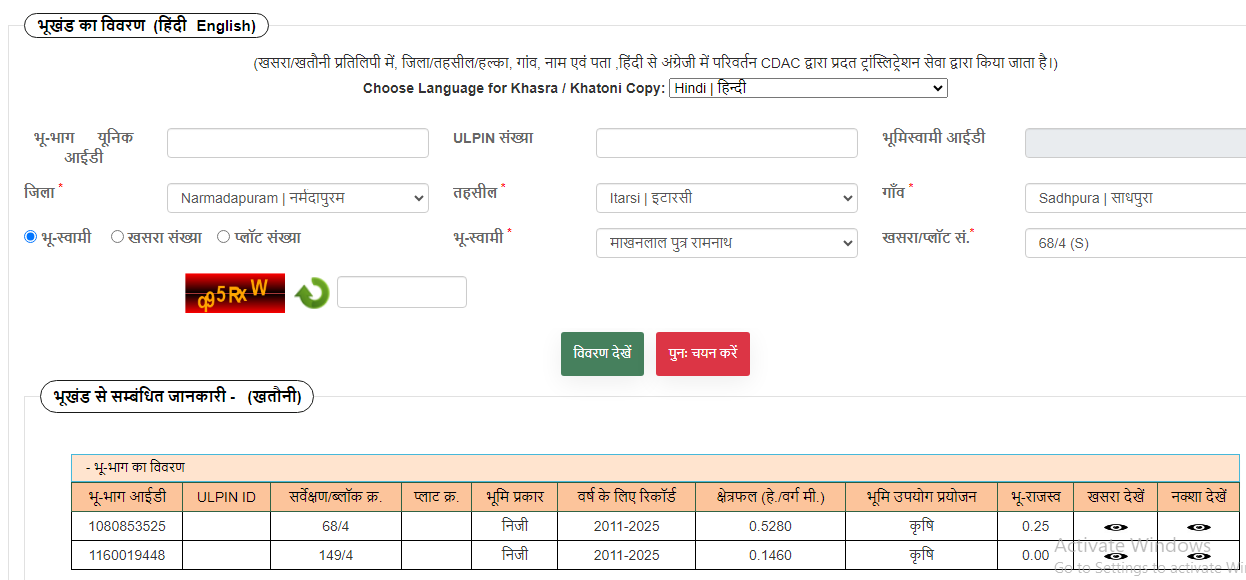 भूखंड का विवरण (हिंदी English)
(खसरा/खतौनी प्रतिलिपी में, जिला/तहसील/हल्का, गांव, नाम एवं पता ,हिंदी से अंग्रेजी में परिवर्तन CDAC द्वारा प्रदत ट्रांस्लिट्रेशन सेवा द्वारा किया जाता है।)
Choose Language for Khasra / Khatoni Copy: Hindi | हिन्दी
भू-भाग यूनिक आईडी ULPIN संख्या भूमिस्वामी आईडी
जिला * Narmadapuram | नर्मदापुरम तहसील * Itarsi | इटारसी गाँव * Sadhpura | साधपुरा
भू-स्वामी खसरा संख्या प्लॉट संख्या भू-स्वामी * माखनलाल पुत्र रामनाथ खसरा/प्लॉट सं.* 68/4 (S)
q95RxW
विवरण देखें पुनः चयन करें
भूखंड से सम्बंधित जानकारी - (खतौनी)
- भू-भाग का विवरण
भू-भाग आईडी ULPIN ID सर्वेक्षण/ब्लॉक क्र. प्लाट क्र. भूमि प्रकार वर्ष के लिए रिकॉर्ड क्षेत्रफल (हे./वर्ग मी.) भूमि उपयोग प्रयोजन भू-राजस्व खसरा देखें नक्शा देखें
1080853525 68/4 निजी 2011-2025 0.5280 कृषि 0.25
1160019448 149/4 निजी 2011-2025 0.1460 कृषि 0.00
Activate Windows
Go to Settings to activate Wi